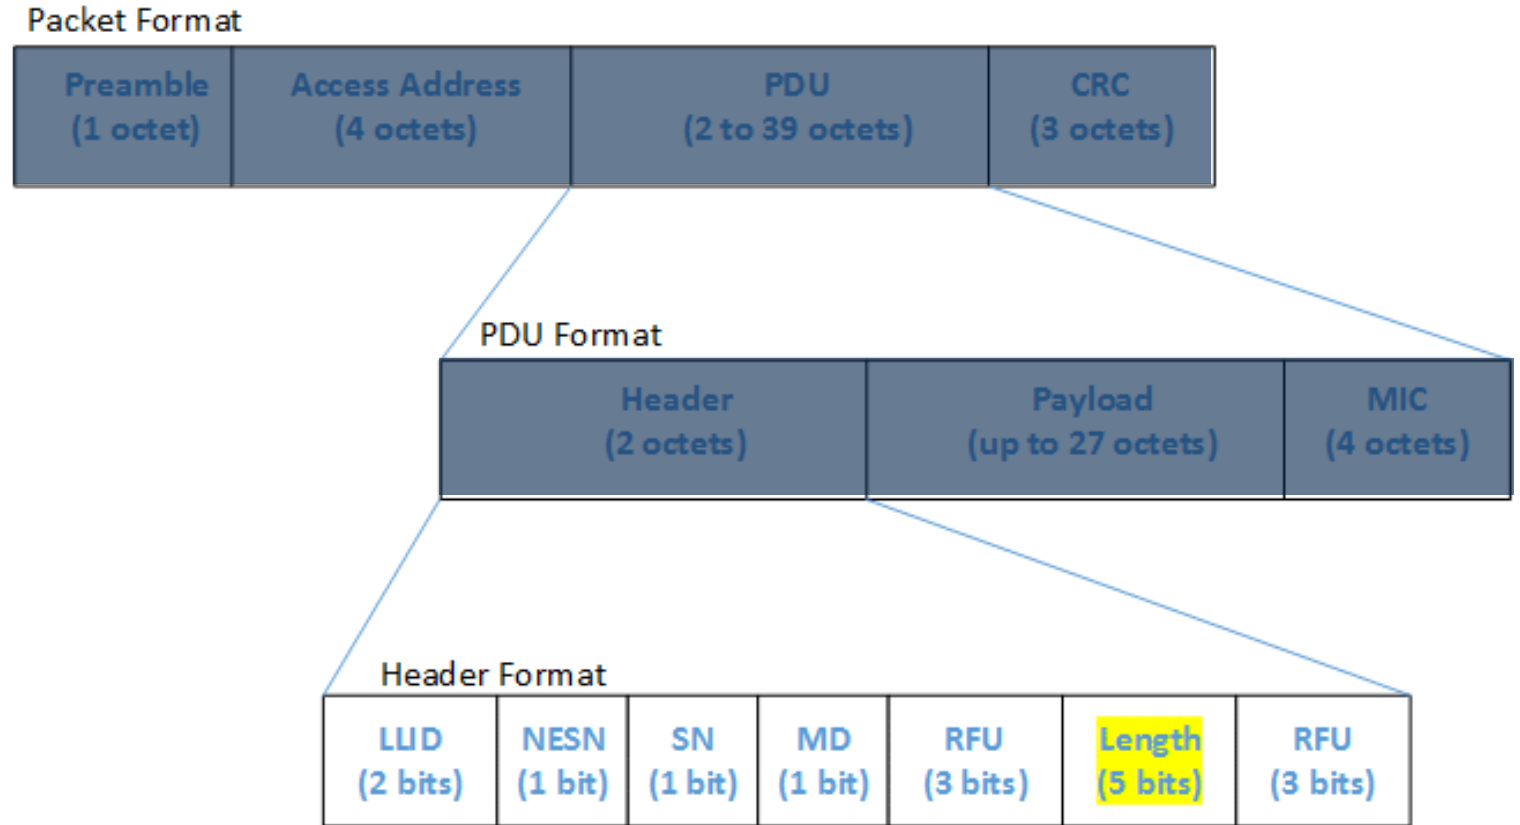 Packet Format
Preamble Access Address PDU CRC
(1 octet) (4 octets) (2 to 39 octets) (3 octets)
PDU Format
Header Payload MIC
(2 octets) (up to 27 octets) (4 octets)
Header Format
LLID NESN SN MD RFU Length RFU
(2 bits) (1 bit) (1 bit) (1 bit) (3 bits) (5 bits) (3 bits)